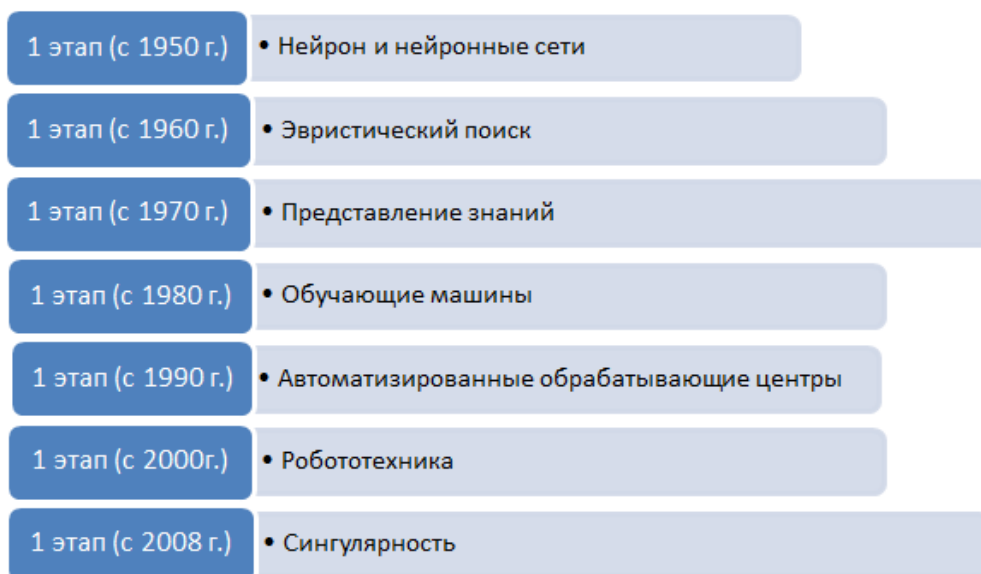 1 этап (с 1950 г.) • Нейрон и нейронные сети
1 этап (с 1960 г.) • Эвристический поиск
1 этап (с 1970 г.) • Представление знаний
1 этап (с 1980 г.) • Обучающие машины
1 этап (с 1990 г.) • Автоматизированные обрабатывающие центры
1 этап (с 2000г.) • Робототехника
1 этап (с 2008 г.) • Сингулярность